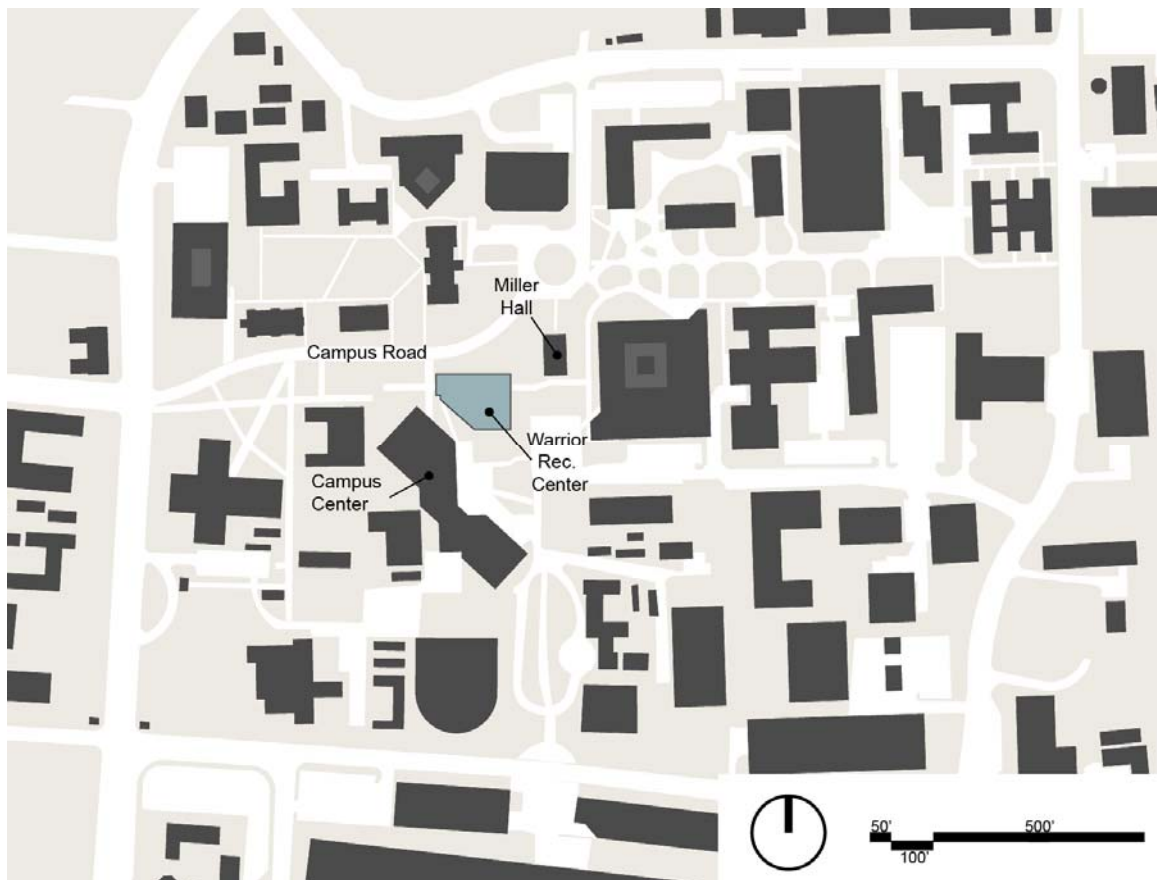 Miller
Hall
Campus Road
Warrior
Rec.
Center
Campus
Center
50'
500'
100'